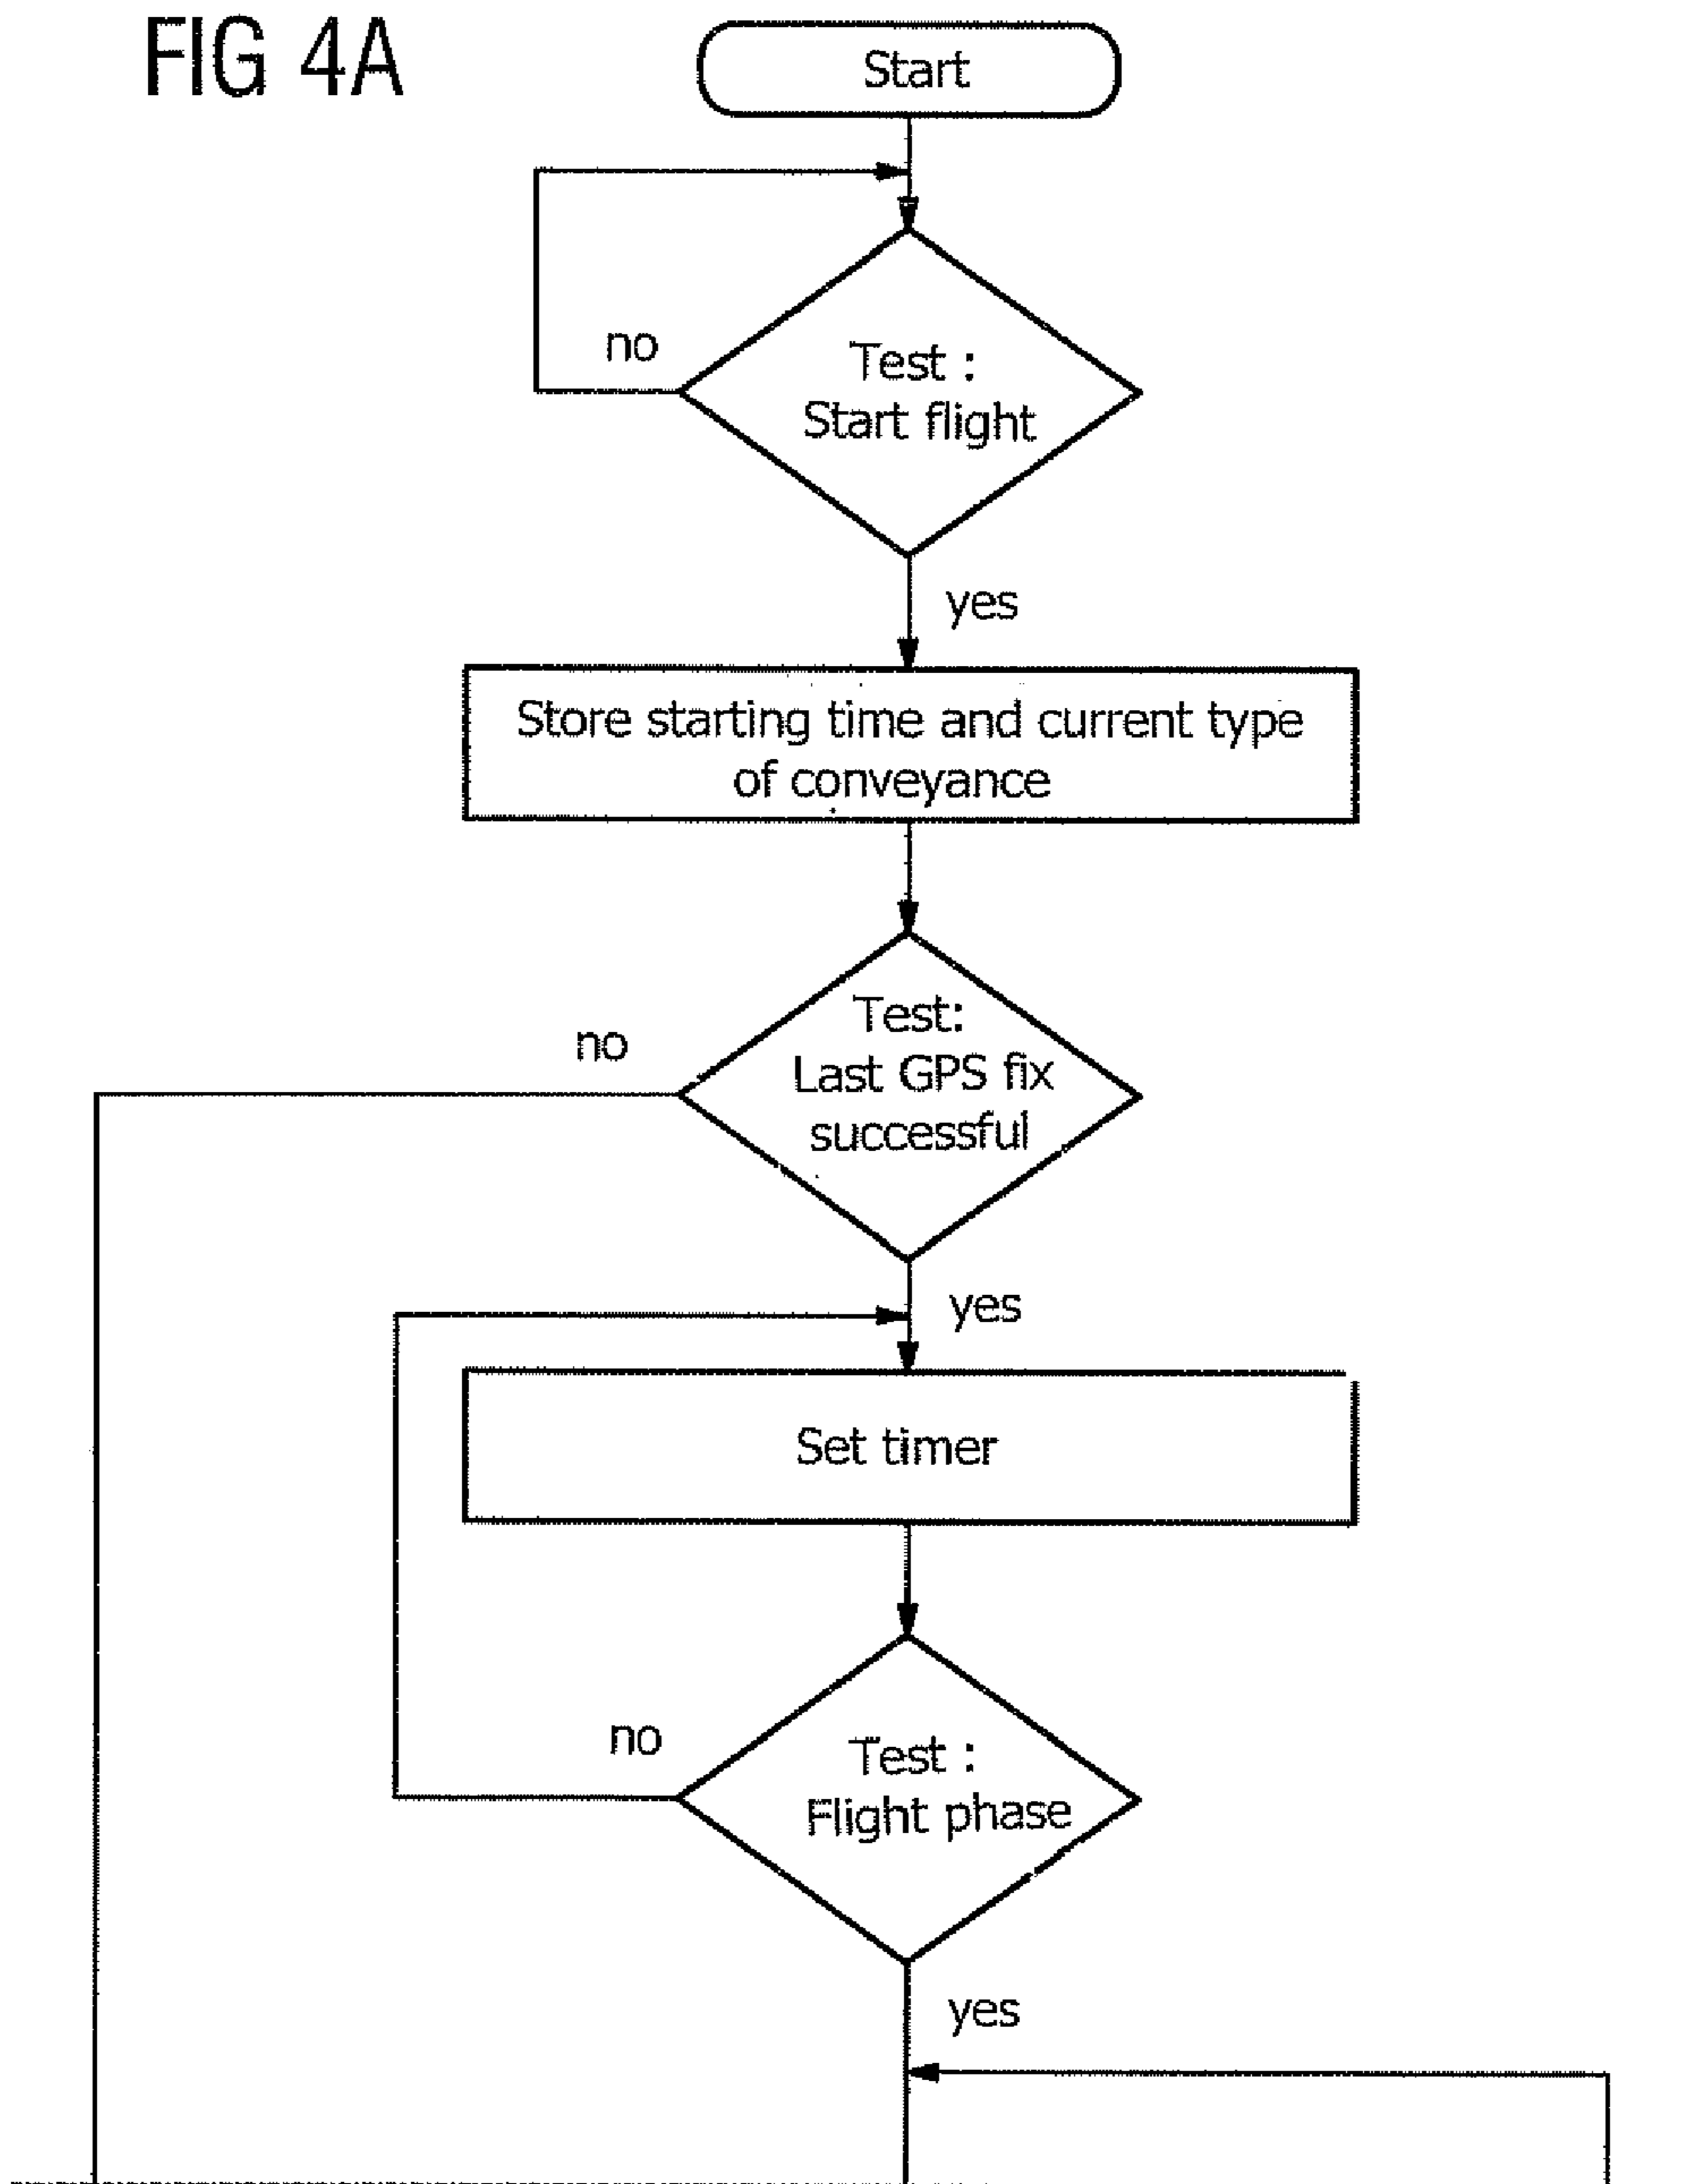 FIG 4A
Start
no
Test :
Start flight
yes
Store starting time and current type
of conveyance
no
Test:
Last GPS fix
successful
yes
Set timer
no
Test :
Flight phase
yes